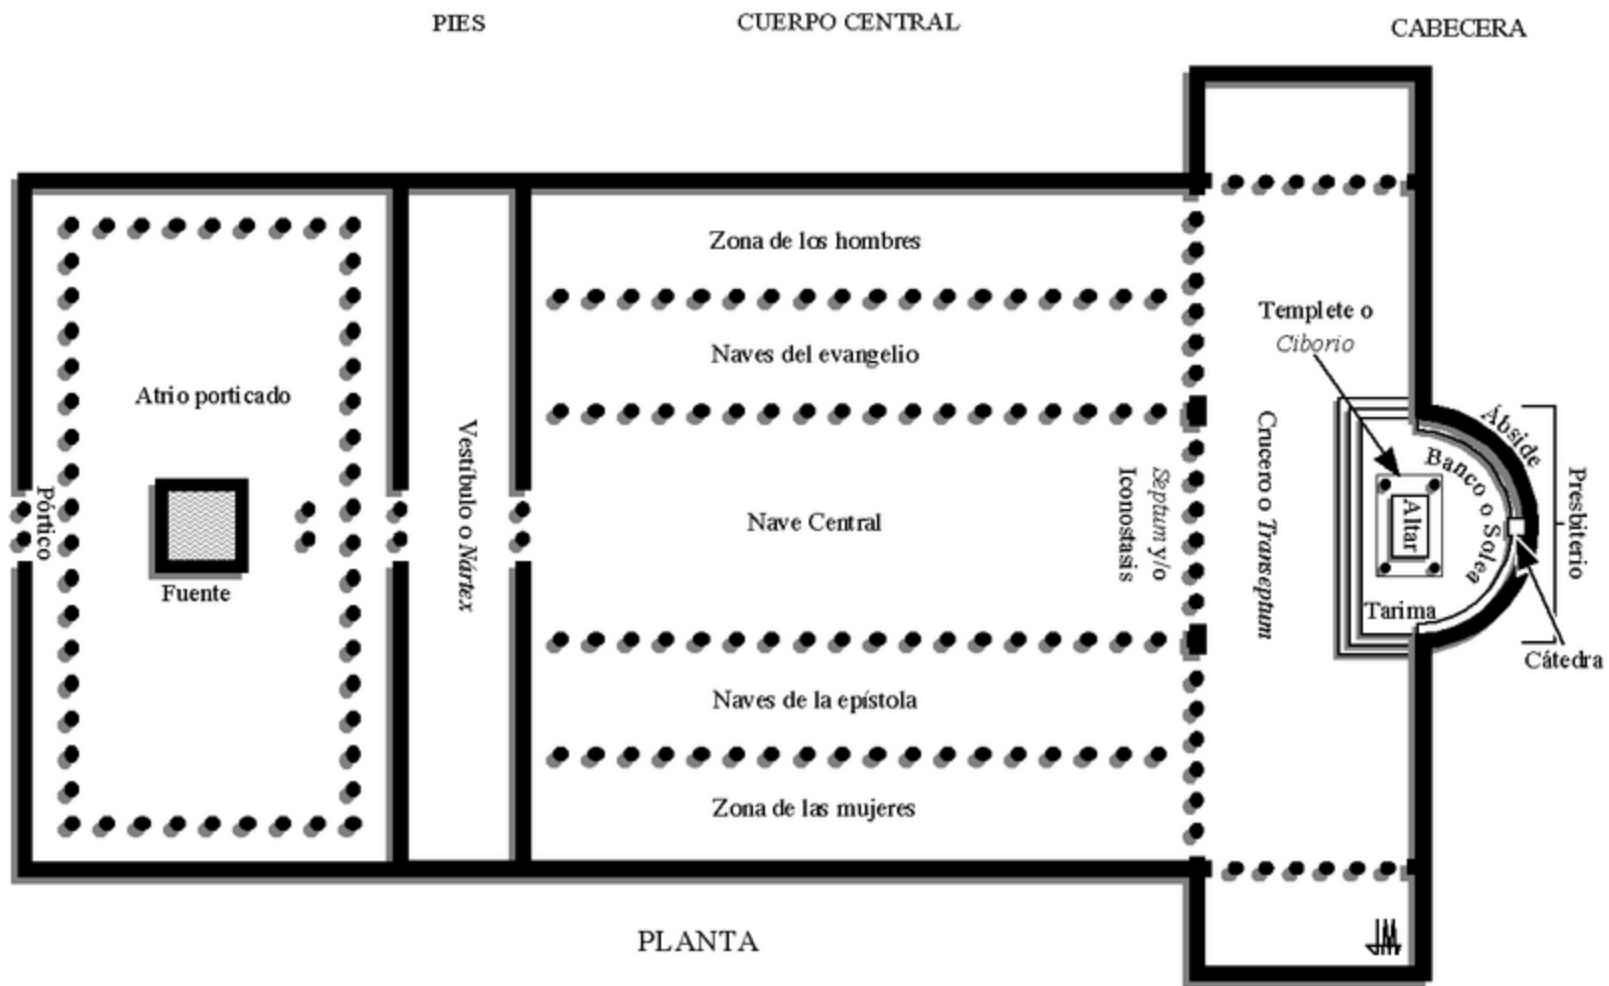 PIES
CUERPO CENTRAL
CABECERA
Zona de los hombres
Templete o
Ciborio
Naves del evangelio
Atrio porticado
Ábside
Banco o Solea
Presbiterio
Pórtico
Vestíbulo o Nártex
Nave Central
Septum y/o
Iconostasis
Crucero o Transeptum
Altar
Fuente
Tarima
Cátedra
Naves de la epístola
Zona de las mujeres
PLANTA